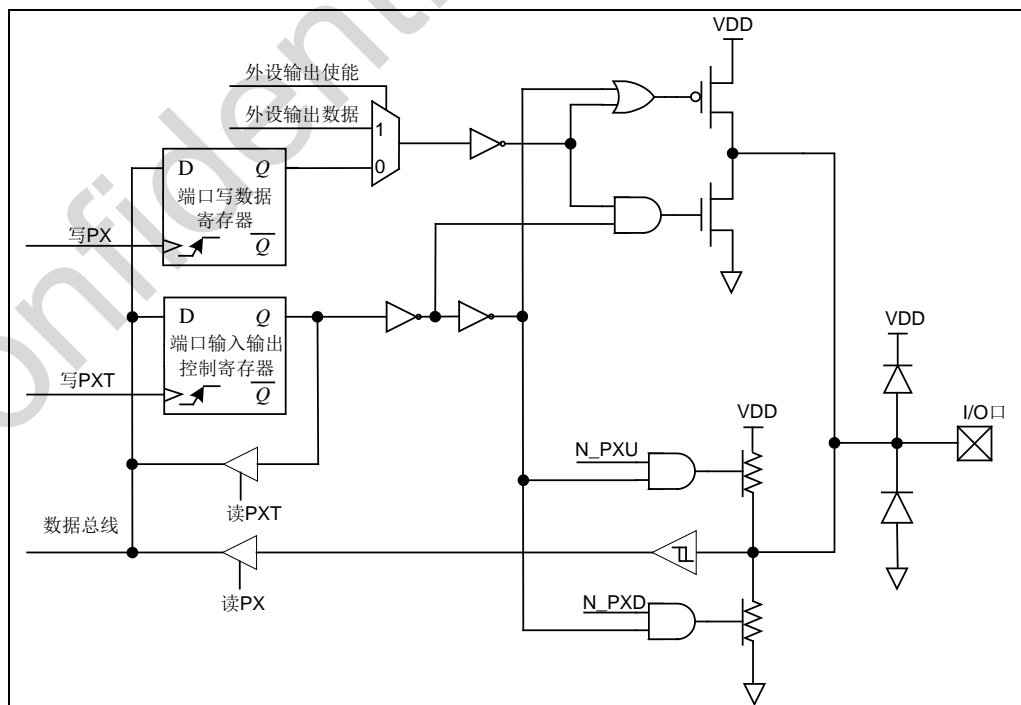 VDD
外设输出使能
外设输出数据
1
0
D
Q
端口写数据
寄存器
写PX
Q
D
Q
端口输入输出
控制寄存器
写PXT
Q
VDD
I/O口
VDD
N_PXU
读PXT
数据总线
读PX
N_PXD